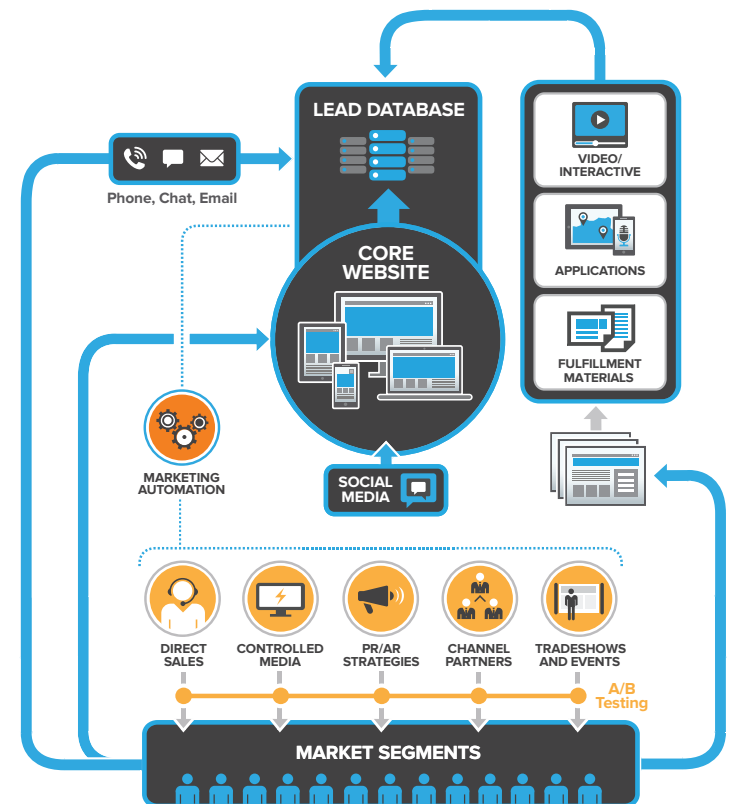 LEAD DATABASE
VIDEO/
INTERACTIVE
Phone, Chat, Email
CORE
WEBSITE
APPLICATIONS
FULFILLMENT
MATERIALS
MARKETING
AUTOMATION
SOCIAL
MEDIA
DIRECT
SALES
CONTROLLED
MEDIA
PR/AR
STRATEGIES
CHANNEL
PARTNERS
TRADESHOWS
AND EVENTS
A/B
Testing
MARKET SEGMENTS